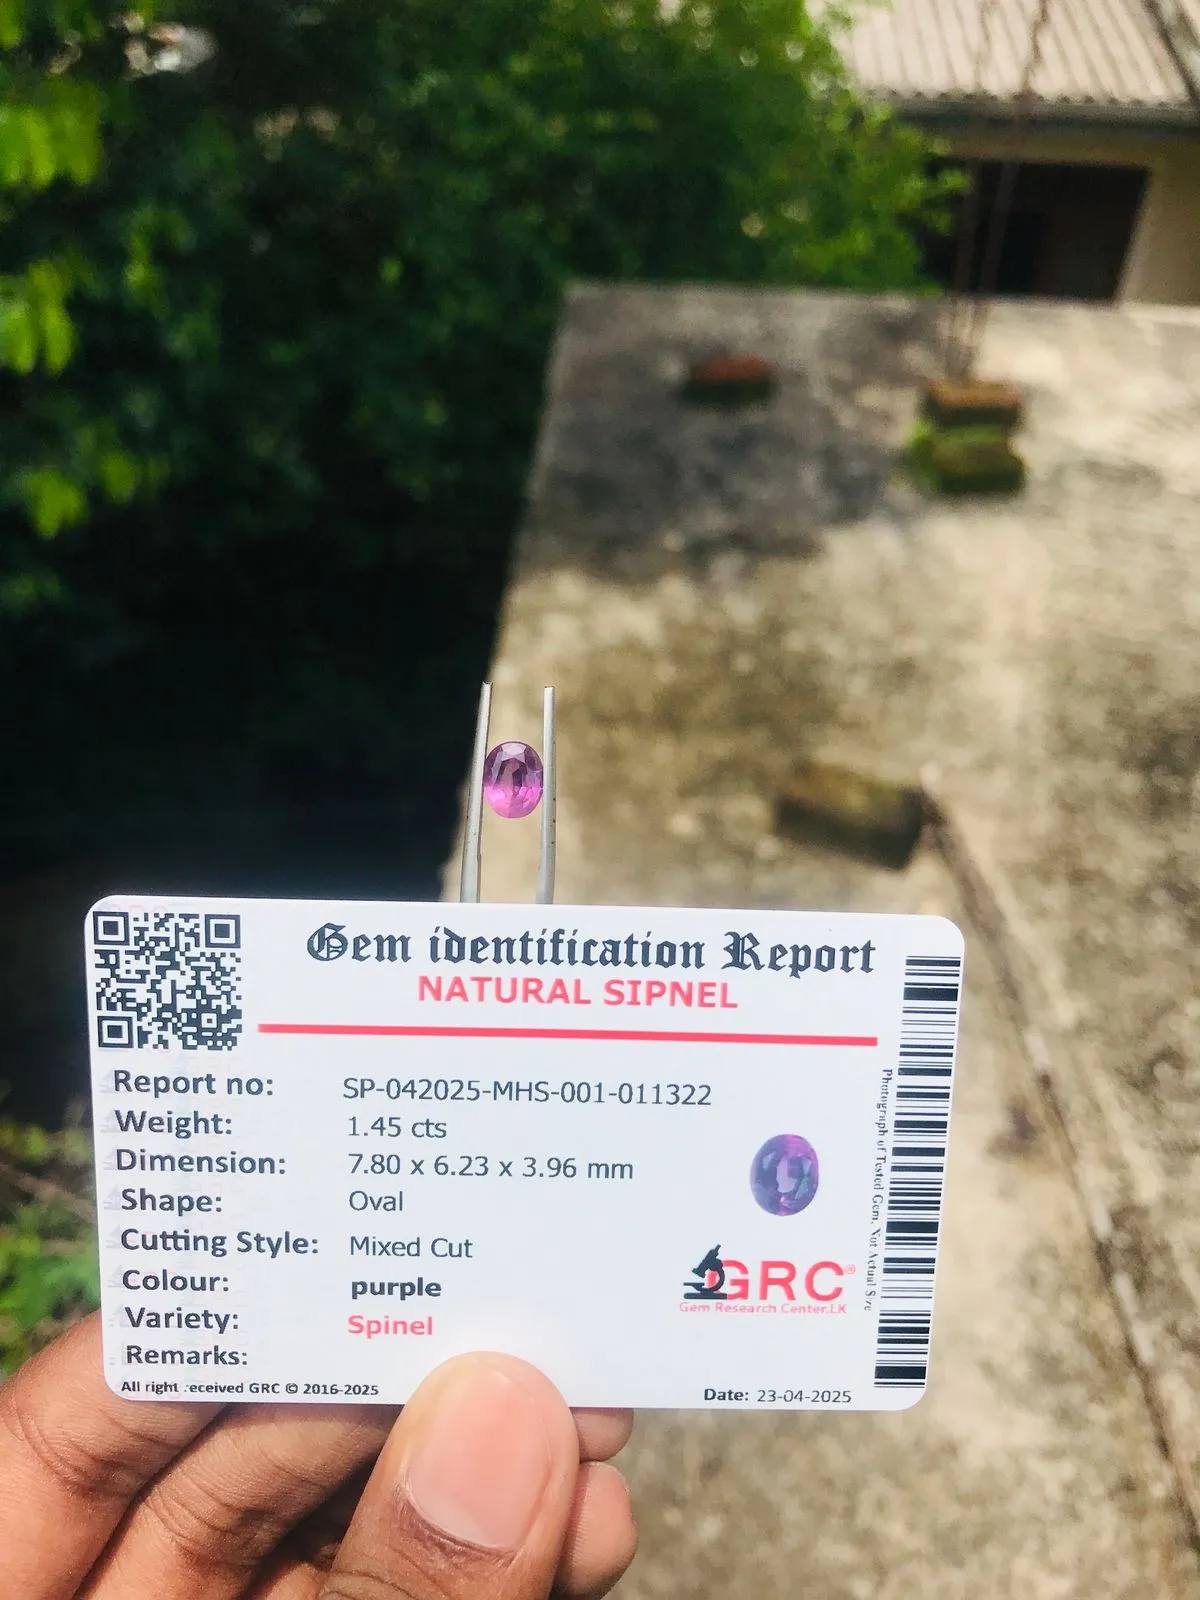 Gem identification Report
NATURAL SIPNEL
Report no: SP-042025-MHS-001-011322
Weight: 1.45 cts
Dimension: 7.80 x 6.23 x 3.96 mm
Shape: Oval
Cutting Style: Mixed Cut
Colour: purple
Variety: Spinel
Remarks:
GRC®
Gem Research Center.LK
Photograph of Tested Gem, Not Actual Syze
All right received GRC © 2016-2025
Date: 23-04-2025